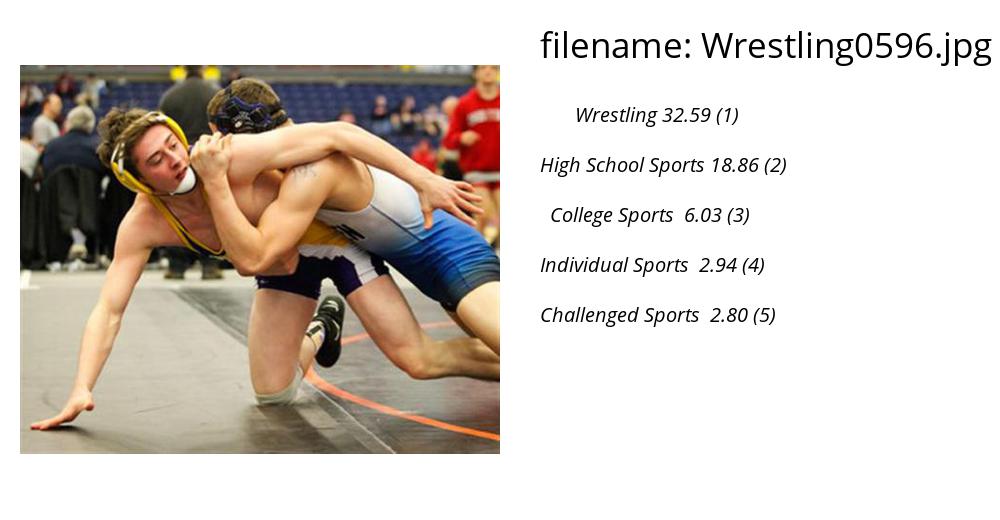 filename: Wrestling0596.jpg
Wrestling 32.59 (1)
High School Sports 18.86 (2)
College Sports 6.03 (3)
Individual Sports 2.94 (4)
Challenged Sports 2.80 (5)